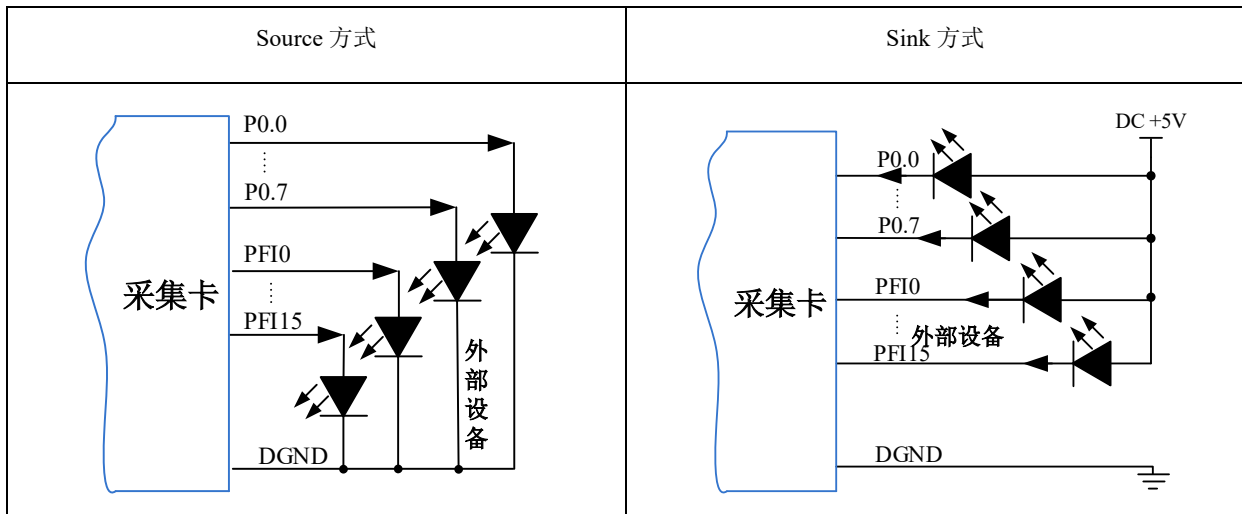 Source 方式
Sink 方式
P0.0
P0.7
PFI0
PFI15
采集卡
外部设备
DGND
DC +5V
P0.0
P0.7
PFI0
采集卡
外部设备
PFI15
DGND